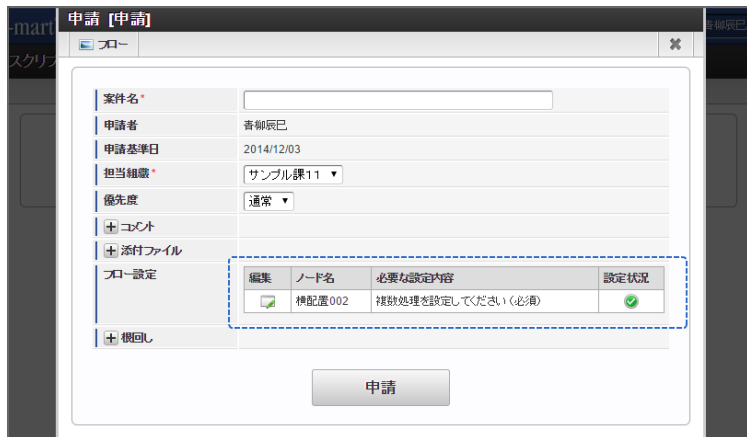 -mart
申請 [申請]
青柳辰巳
フロー
スクリプ
案件名*
申請者 青柳辰巳
申請基準日 2014/12/03
担当組織* サンプル課11
優先度 通常
コメント
添付ファイル
フロー設定
編集 ノード名 必要な設定内容 設定状況
横配置002 複数処理を設定してください(必須)
根回し
申請